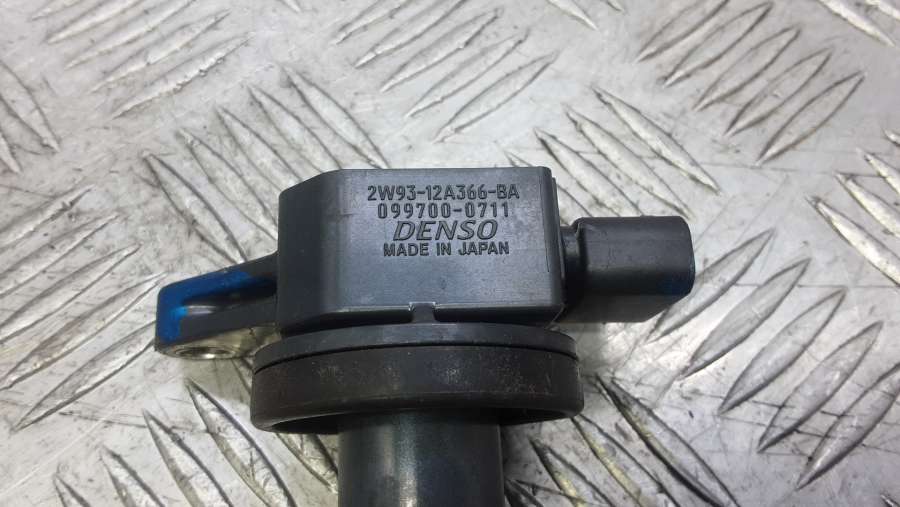 2W93-12A366-BA
099700-0711
DENSO
MADE IN JAPAN